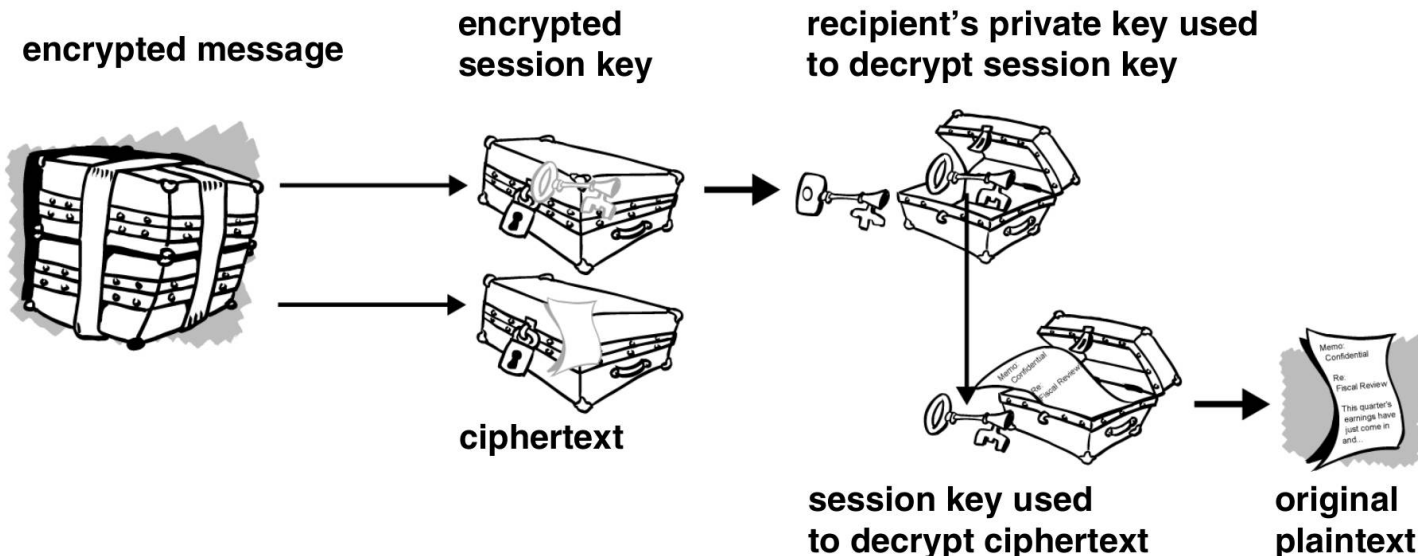 encrypted message
encrypted
session key
recipient’s private key used
to decrypt session key
ciphertext
Memo:
Confidential
Re:
Fiscal Review
session key used
to decrypt ciphertext
Memo:
Confidential
Re:
Fiscal Review
This quarter's
earnings have
just come in
and...
original
plaintext